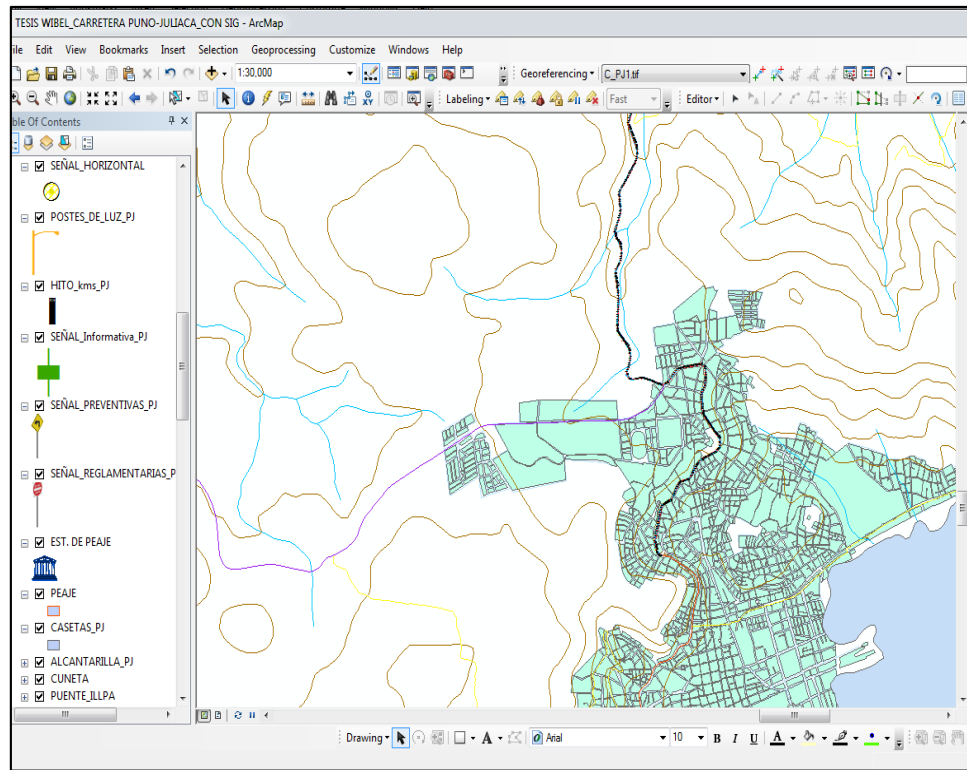 TESIS WIBEL_CARRETERA PUNO-JULIACA_CON SIG - ArcMap
File Edit View Bookmarks Insert Selection Geoprocessing Customize Windows Help
1:30,000 Georeferencing C_PJ1.tif
Labeling Fast Editor
ble Of Contents
SEÑAL_HORIZONTAL
POSTES_DE_LUZ_PJ
HITO_kms_PJ
SEÑAL_Informativa_PJ
SEÑAL_PREVENTIVAS_PJ
SEÑAL_REGLAMENTARIAS_P
EST. DE PEAJE
PEAJE
CASETAS_PJ
ALCANTARILLA_PJ
CUNETA
PUENTE_ILLPA
Drawing A Arial 10 B I U A